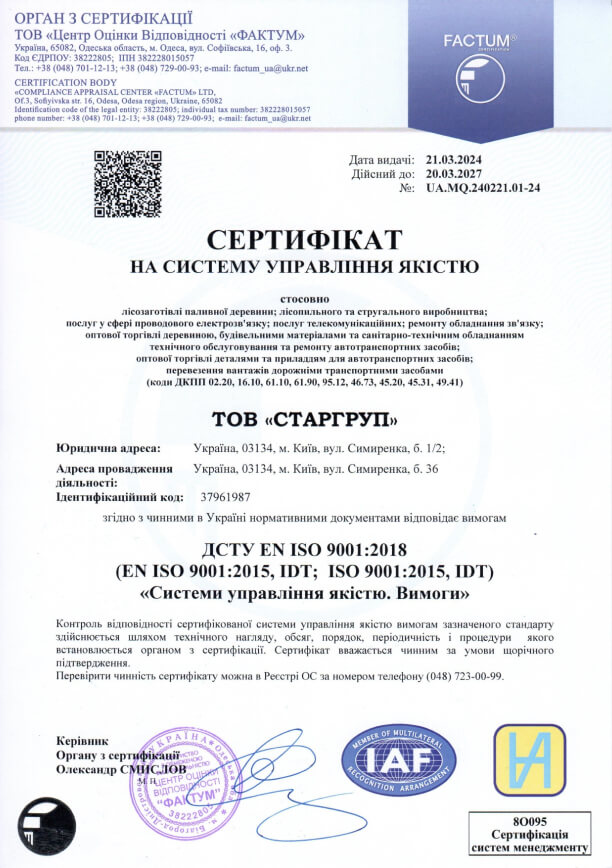 ОРГАН З СЕРТИФІКАЦІЇ
ТОВ «Центр Оцінки Відповідності «ФАКТУМ»
Україна, 65082, Одеська область, м. Одеса, вул. Софіївська, 16, оф. 3.
Код ЄДРПОУ: 38222805; ІПН 382228015057
Тел.: +38 (048) 701-12-13; +38 (048) 729-00-93; e-mail: factum_ua@ukr.net
CERTIFICATION BODY
«COMPLIANCE APPRAISAL CENTER «FACTUM» LTD,
Of.3, Sofiyivska str. 16, Odesa, Odesa region, Ukraine, 65082
Identification code of the legal entity: 38222805; individual tax number: 382228015057
phone number: +38 (048) 701-12-13; +38 (048) 729-00-93; e-mail: factum_ua@ukr.net
FACTUM®
CERTIFICATION
Дата видачі: 21.03.2024
Дійсний до: 20.03.2027
№: UA.MQ.240221.01-24
СЕРТИФІКАТ
НА СИСТЕМУ УПРАВЛІННЯ ЯКІСТЮ
стосовно
лісозаготівлі паливної деревини; лісопильного та стругального виробництва;
послуг у сфері проводового електрозв'язку; послуг телекомунікаційних; ремонту обладнання зв'язку;
оптової торгівлі деревиною, будівельними матеріалами та санітарно-технічним обладнанням
технічного обслуговування та ремонту автотранспортних засобів;
оптової торгівлі деталями та приладдям для автотранспортних засобів;
перевезення вантажів дорожніми транспортними засобами
(коди ДКПП 02.20, 16.10, 61.10, 61.90, 95.12, 46.73, 45.20, 45.31, 49.41)
ТОВ «СТАРГРУП»
Юридична адреса: Україна, 03134, м. Київ, вул. Симиренка, б. 1/2;
Адреса провадження діяльності: Україна, 03134, м. Київ, вул. Симиренка, б. 36
Ідентифікаційний код: 37961987
згідно з чинними в Україні нормативними документами відповідає вимогам
ДСТУ EN ISO 9001:2018
(EN ISO 9001:2015, IDT; ISO 9001:2015, IDT)
«Системи управління якістю. Вимоги»
Контроль відповідності сертифікованої системи управління якістю вимогам зазначеного стандарту
здійснюється шляхом технічного нагляду, обсяг, порядок, періодичність і процедури якого
встановлюється органом з сертифікації. Сертифікат вважається чинним за умови щорічного
підтвердження.
Перевірити чинність сертифікату можна в Реєстрі ОС за номером телефону (048) 723-00-99.
Керівник
Органу з сертифікації
Олександр СМИСЛОВ
М.П.
УКРАЇНА
ЦЕНТР ОЦІНКИ
ВІДПОВІДНОСТІ
"ФАКТУМ"
38222805
м. Білгород-Дністровський
MEMBER OF MULTILATERAL
IAF
RECOGNITION ARRANGEMENT
8О095
Сертифікація
систем менеджменту